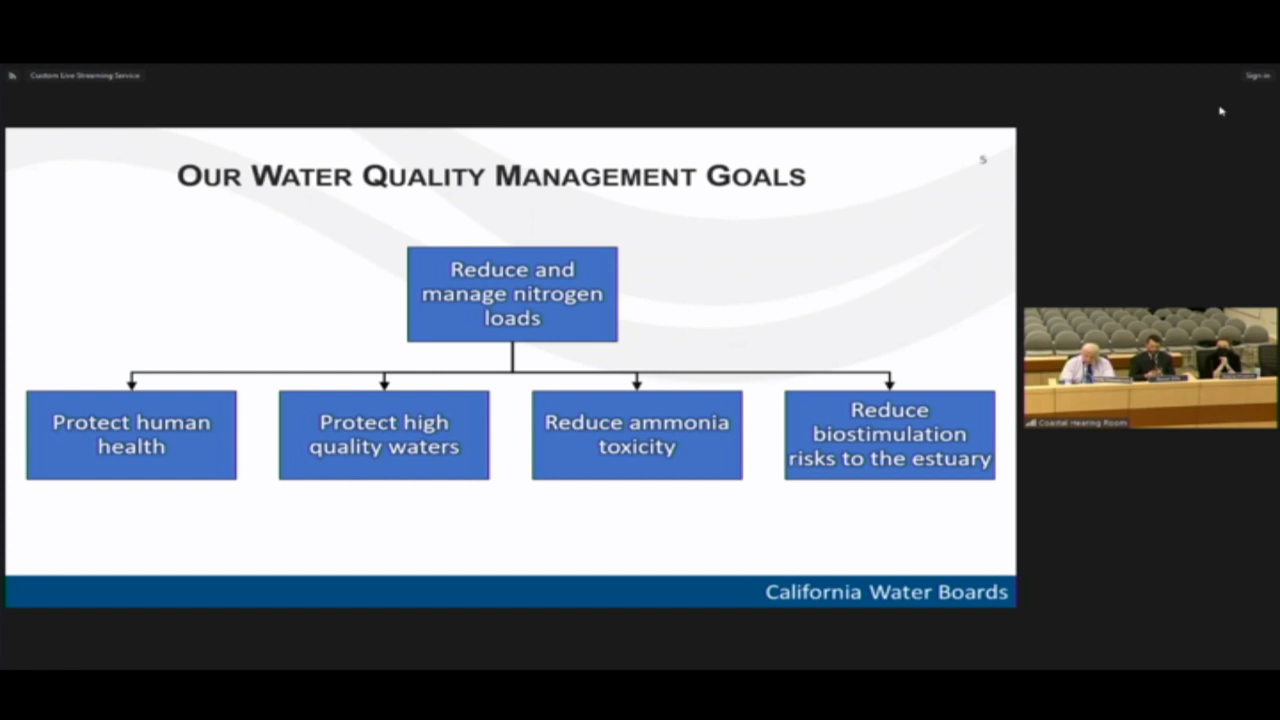 Custom Live Streaming Service
Sign in
5
OUR WATER QUALITY MANAGEMENT GOALS
Reduce and
manage nitrogen
loads
Protect human
health
Protect high
quality waters
Reduce ammonia
toxicity
Reduce
biostimulation
risks to the estuary
Coastal Hearing Room
California Water Boards